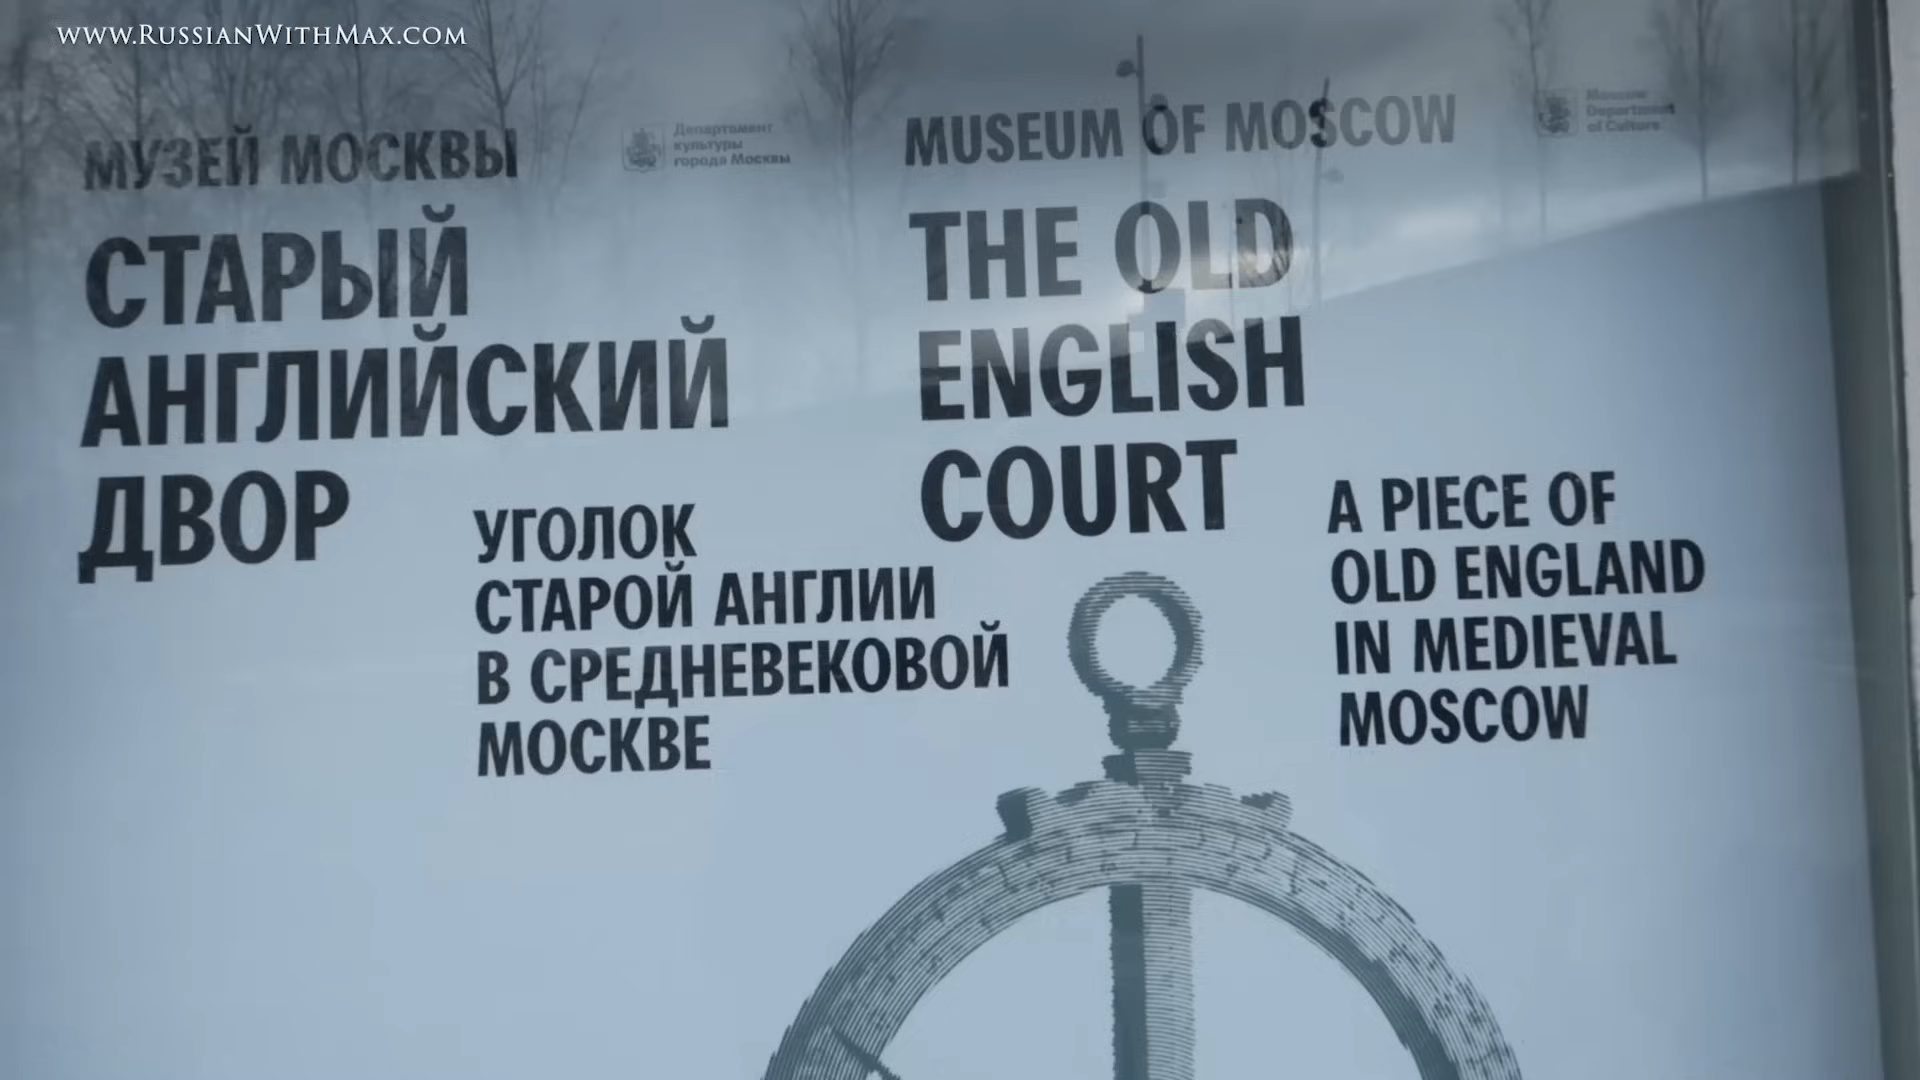 www.RussianWithMax.com
МУЗЕЙ МОСКВЫ
Департамент
культуры
города Москвы
СТАРЫЙ
АНГЛИЙСКИЙ
ДВОР
УГОЛОК
СТАРОЙ АНГЛИИ
В СРЕДНЕВЕКОВОЙ
МОСКВЕ
MUSEUM OF MOSCOW
Moscow
Department
of Culture
THE OLD
ENGLISH
COURT
A PIECE OF
OLD ENGLAND
IN MEDIEVAL
MOSCOW